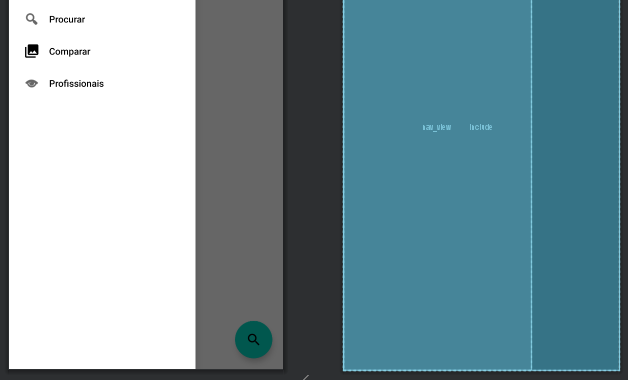 Procurar
Comparar
Profissionais
nav_view include